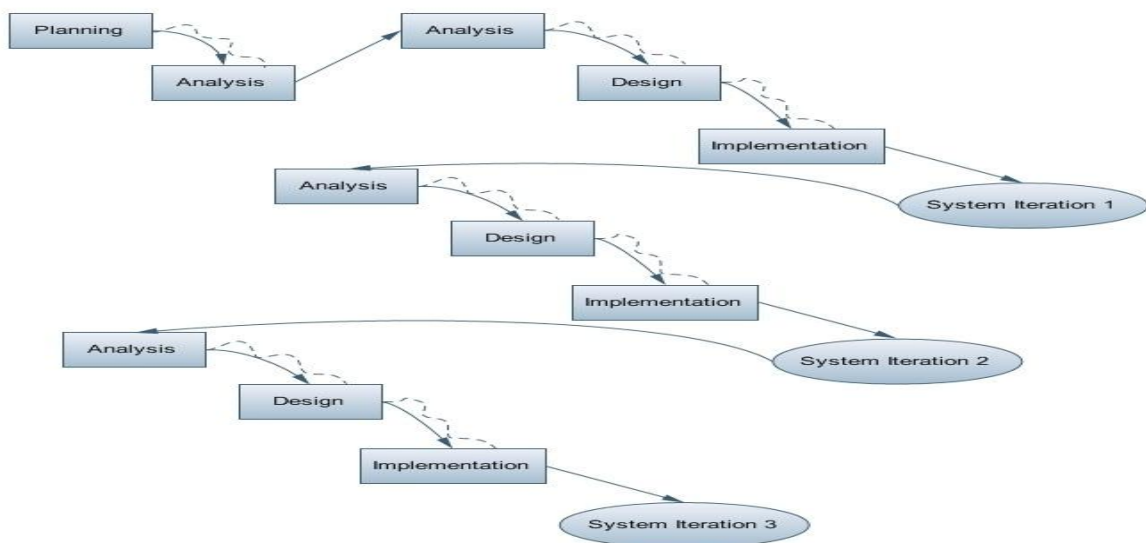 Planning
Analysis
Analysis
Design
Implementation
System Iteration 1
Analysis
Design
Implementation
System Iteration 2
Analysis
Design
Implementation
System Iteration 3